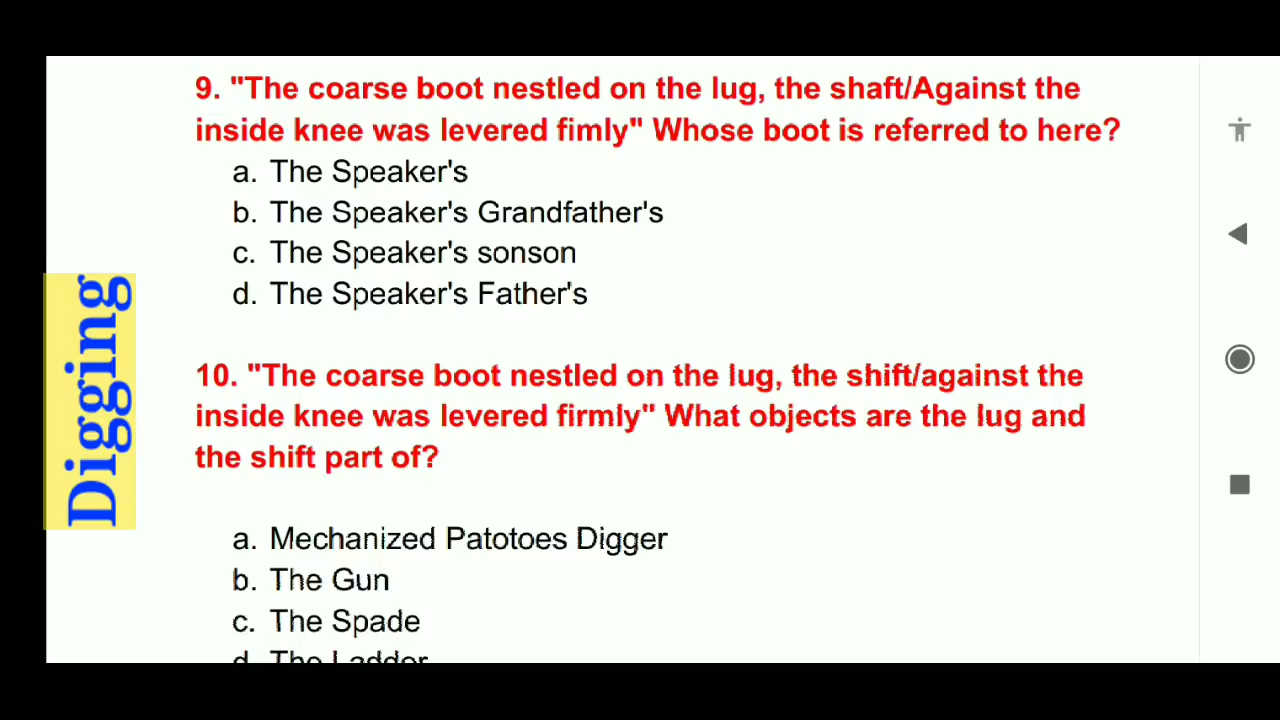 9. "The coarse boot nestled on the lug, the shaft/Against the
inside knee was levered fimly" Whose boot is referred to here?
a. The Speaker's
b. The Speaker's Grandfather's
c. The Speaker's sonson
d. The Speaker's Father's
Digging
10. "The coarse boot nestled on the lug, the shift/against the
inside knee was levered firmly" What objects are the lug and
the shift part of?
a. Mechanized Patotoes Digger
b. The Gun
c. The Spade
d. The Ladder